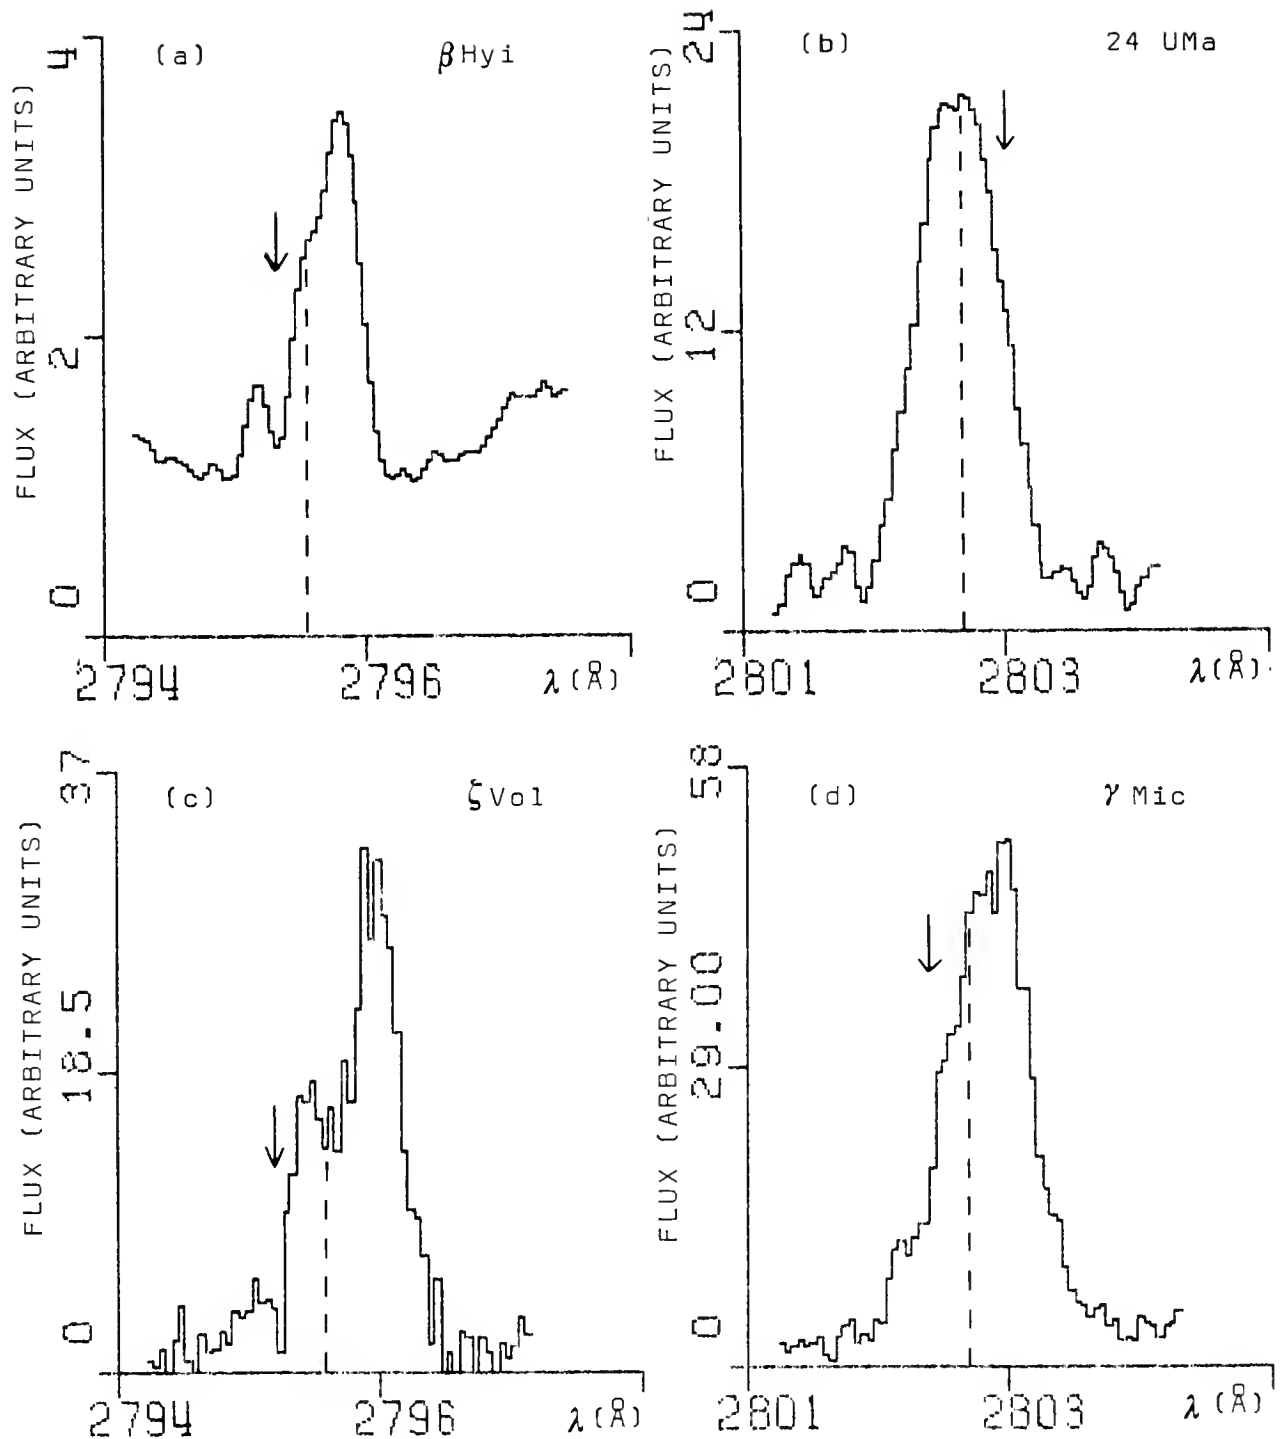 (a)
β Hyi
FLUX (ARBITRARY UNITS)
4
2
0
2794
2796
λ (Å)
(b)
24 UMa
FLUX (ARBITRARY UNITS)
24
12
0
2801
2803
λ (Å)
(c)
ζ Vol
FLUX (ARBITRARY UNITS)
37
18.5
0
2794
2796
λ (Å)
(d)
γ Mic
FLUX (ARBITRARY UNITS)
58
29.00
0
2801
2803
λ (Å)